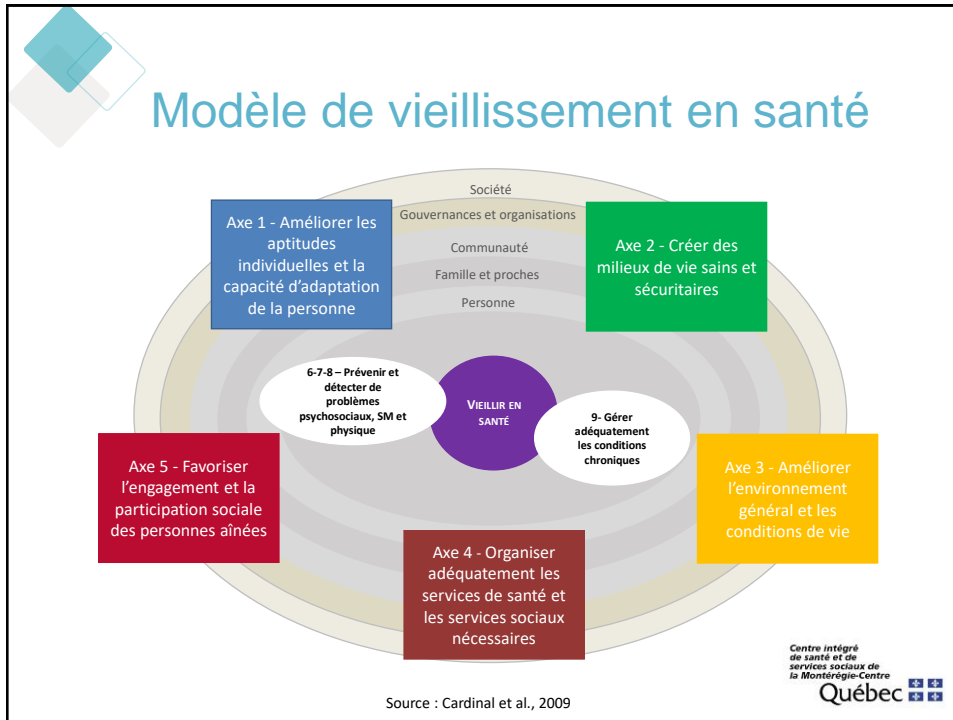 Modèle de vieillissement en santé
Société
Gouvernances et organisations
Communauté
Famille et proches
Personne
Axe 1 - Améliorer les
aptitudes
individuelles et la
capacité d'adaptation
de la personne
Axe 2 - Créer des
milieux de vie sains et
sécuritaires
6-7-8 – Prévenir et
détecter de
problèmes
psychosociaux, SM et
physique
VIEILLIR EN
SANTÉ
9- Gérer
adéquatement
les conditions
chroniques
Axe 5 - Favoriser
l'engagement et la
participation sociale
des personnes aînées
Axe 3 - Améliorer
l'environnement
général et les
conditions de vie
Axe 4 - Organiser
adéquatement les
services de santé et
les services sociaux
nécessaires
Source : Cardinal et al., 2009
Centre intégré
de santé et de
services sociaux de
la Montérégie-Centre
Québec